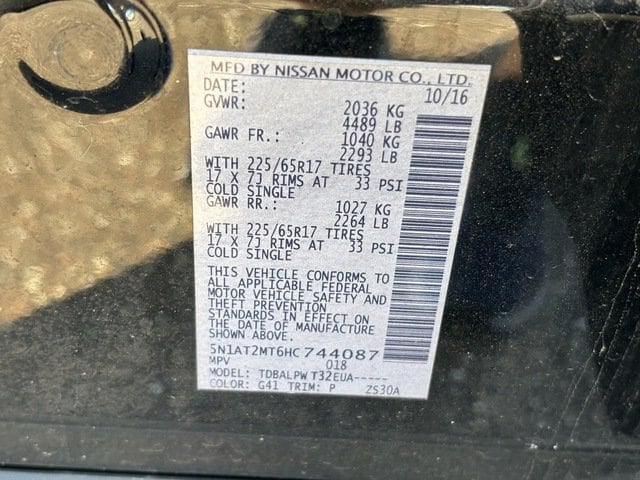 MFD BY NISSAN MOTOR CO., LTD.
DATE: 10/16
GVWR: 2036 KG
4489 LB
GAWR FR.: 1040 KG
2293 LB
WITH 225/65R17 TIRES
17 X 7J RIMS AT 33 PSI
COLD SINGLE
GAWR RR.: 1027 KG
2264 LB
WITH 225/65R17 TIRES
17 X 7J RIMS AT 33 PSI
COLD SINGLE
THIS VEHICLE CONFORMS TO
ALL APPLICABLE FEDERAL
MOTOR VEHICLE SAFETY AND
THEFT PREVENTION
STANDARDS IN EFFECT ON
THE DATE OF MANUFACTURE
SHOWN ABOVE.
5N1AT2MT6HC744087
MPV 018
MODEL: TDBALPW T32EUA-----
COLOR: G41 TRIM: P ZS30A